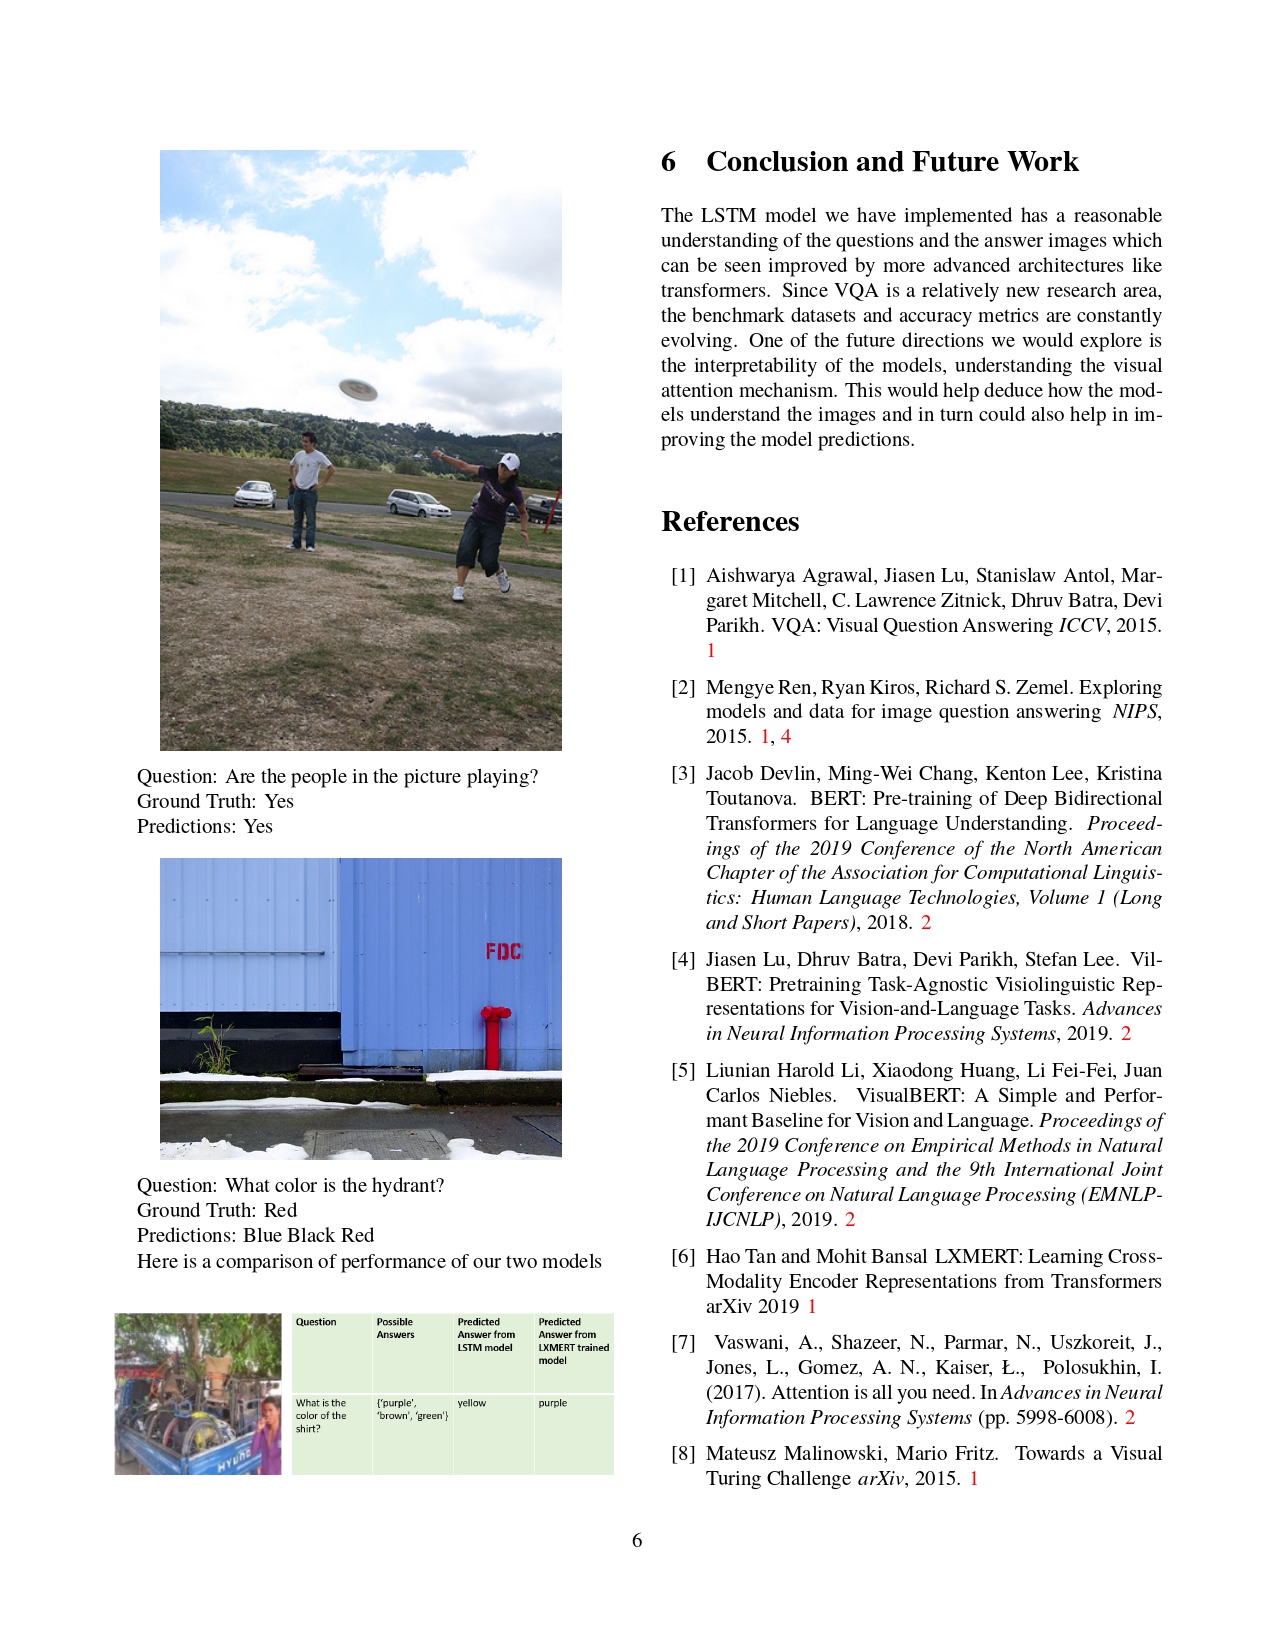 Question: Are the people in the picture playing?
Ground Truth: Yes
Predictions: Yes
FDC
Question: What color is the hydrant?
Ground Truth: Red
Predictions: Blue Black Red
Here is a comparison of performance of our two models
Question
Possible
Answers
Predicted
Answer from
LSTM model
Predicted
Answer from
LXMERT trained
model
What is the
color of the
shirt?
{‘purple’,
‘brown’, ‘green’}
yellow
purple
6 Conclusion and Future Work
The LSTM model we have implemented has a reasonable
understanding of the questions and the answer images which
can be seen improved by more advanced architectures like
transformers. Since VQA is a relatively new research area,
the benchmark datasets and accuracy metrics are constantly
evolving. One of the future directions we would explore is
the interpretability of the models, understanding the visual
attention mechanism. This would help deduce how the mod-
els understand the images and in turn could also help in im-
proving the model predictions.
References
[1] Aishwarya Agrawal, Jiasen Lu, Stanislaw Antol, Mar-
garet Mitchell, C. Lawrence Zitnick, Dhruv Batra, Devi
Parikh. VQA: Visual Question Answering ICCV, 2015.
1
[2] Mengye Ren, Ryan Kiros, Richard S. Zemel. Exploring
models and data for image question answering NIPS,
2015. 1, 4
[3] Jacob Devlin, Ming-Wei Chang, Kenton Lee, Kristina
Toutanova. BERT: Pre-training of Deep Bidirectional
Transformers for Language Understanding. Proceed-
ings of the 2019 Conference of the North American
Chapter of the Association for Computational Linguis-
tics: Human Language Technologies, Volume 1 (Long
and Short Papers), 2018. 2
[4] Jiasen Lu, Dhruv Batra, Devi Parikh, Stefan Lee. Vil-
BERT: Pretraining Task-Agnostic Visiolinguistic Rep-
resentations for Vision-and-Language Tasks. Advances
in Neural Information Processing Systems, 2019. 2
[5] Liunian Harold Li, Xiaodong Huang, Li Fei-Fei, Juan
Carlos Niebles. VisualBERT: A Simple and Perfor-
mant Baseline for Vision and Language. Proceedings of
the 2019 Conference on Empirical Methods in Natural
Language Processing and the 9th International Joint
Conference on Natural Language Processing (EMNLP-
IJCNLP), 2019. 2
[6] Hao Tan and Mohit Bansal LXMERT: Learning Cross-
Modality Encoder Representations from Transformers
arXiv 2019 1
[7] Vaswani, A., Shazeer, N., Parmar, N., Uszkoreit, J.,
Jones, L., Gomez, A. N., Kaiser, Ł., Polosukhin, I.
(2017). Attention is all you need. In Advances in Neural
Information Processing Systems (pp. 5998-6008). 2
[8] Mateusz Malinowski, Mario Fritz. Towards a Visual
Turing Challenge arXiv, 2015. 1
6